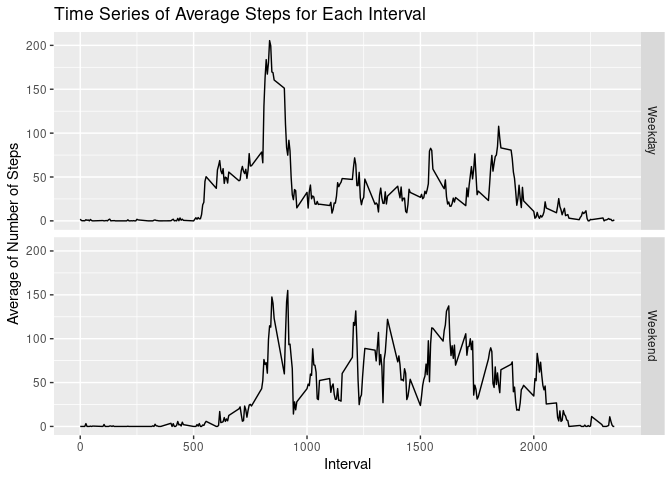 Time Series of Average Steps for Each Interval
Average of Number of Steps
200
150
100
50
0
Weekday
200
150
100
50
0
Weekend
0 500 1000 1500 2000
Interval